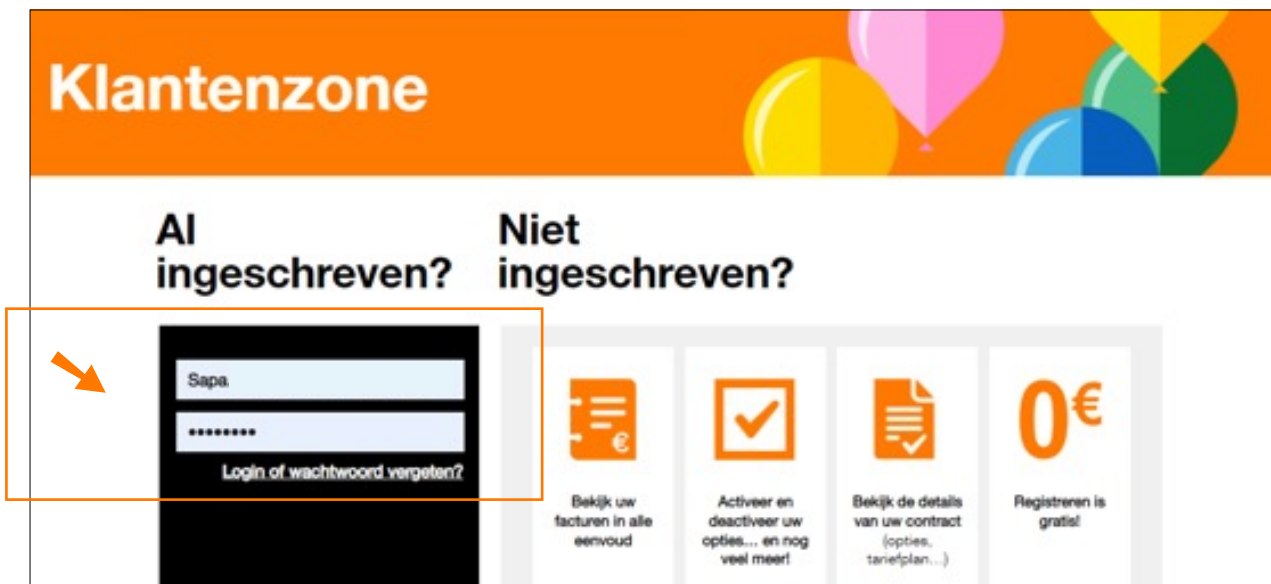 Klantenzone
Al
ingeschreven?
Niet
ingeschreven?
Sapa
••••••••
Login of wachtwoord vergeten?
€
Bekijk uw
facturen in alle
eenvoud
Activeer en
deactiveer uw
opties... en nog
veel meer!
Bekijk de details
van uw contract
(opties,
tariefplan...)
0€
Registreren is
gratis!